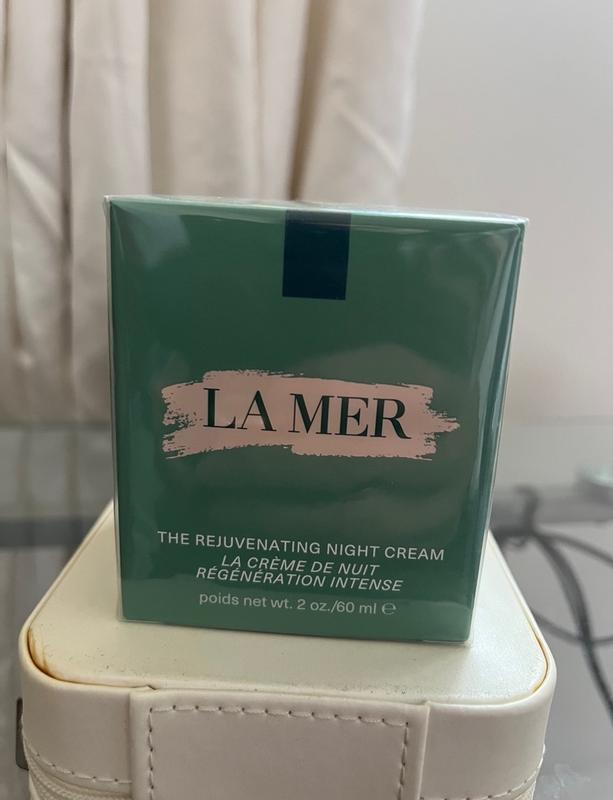 LA MER
THE REJUVENATING NIGHT CREAM
LA CRÈME DE NUIT
RÉGÉNÉRATION INTENSE
poids net wt. 2 oz./60 ml ℮